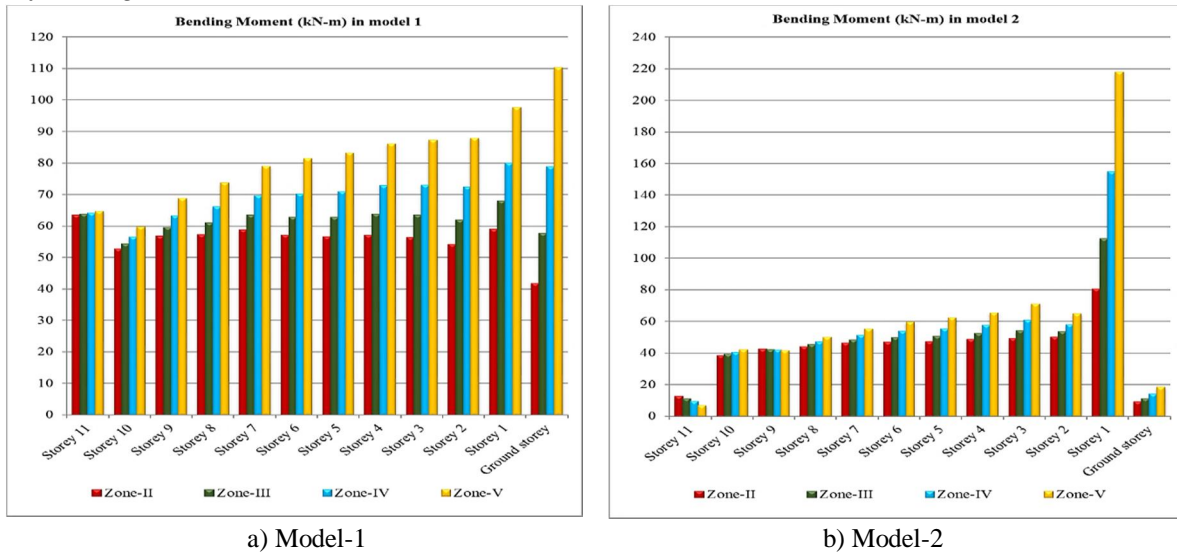 Bending Moment (kN-m) in model 1
120
110
100
90
80
70
60
50
40
30
20
10
0
Storey 11
Storey 10
Storey 9
Storey 8
Storey 7
Storey 6
Storey 5
Storey 4
Storey 3
Storey 2
Storey 1
Ground storey
Zone-II Zone-III Zone-IV Zone-V
a) Model-1
Bending Moment (kN-m) in model 2
240
220
200
180
160
140
120
100
80
60
40
20
0
Storey 11
Storey 10
Storey 9
Storey 8
Storey 7
Storey 6
Storey 5
Storey 4
Storey 3
Storey 2
Storey 1
Ground storey
Zone-II Zone-III Zone-IV Zone-V
b) Model-2